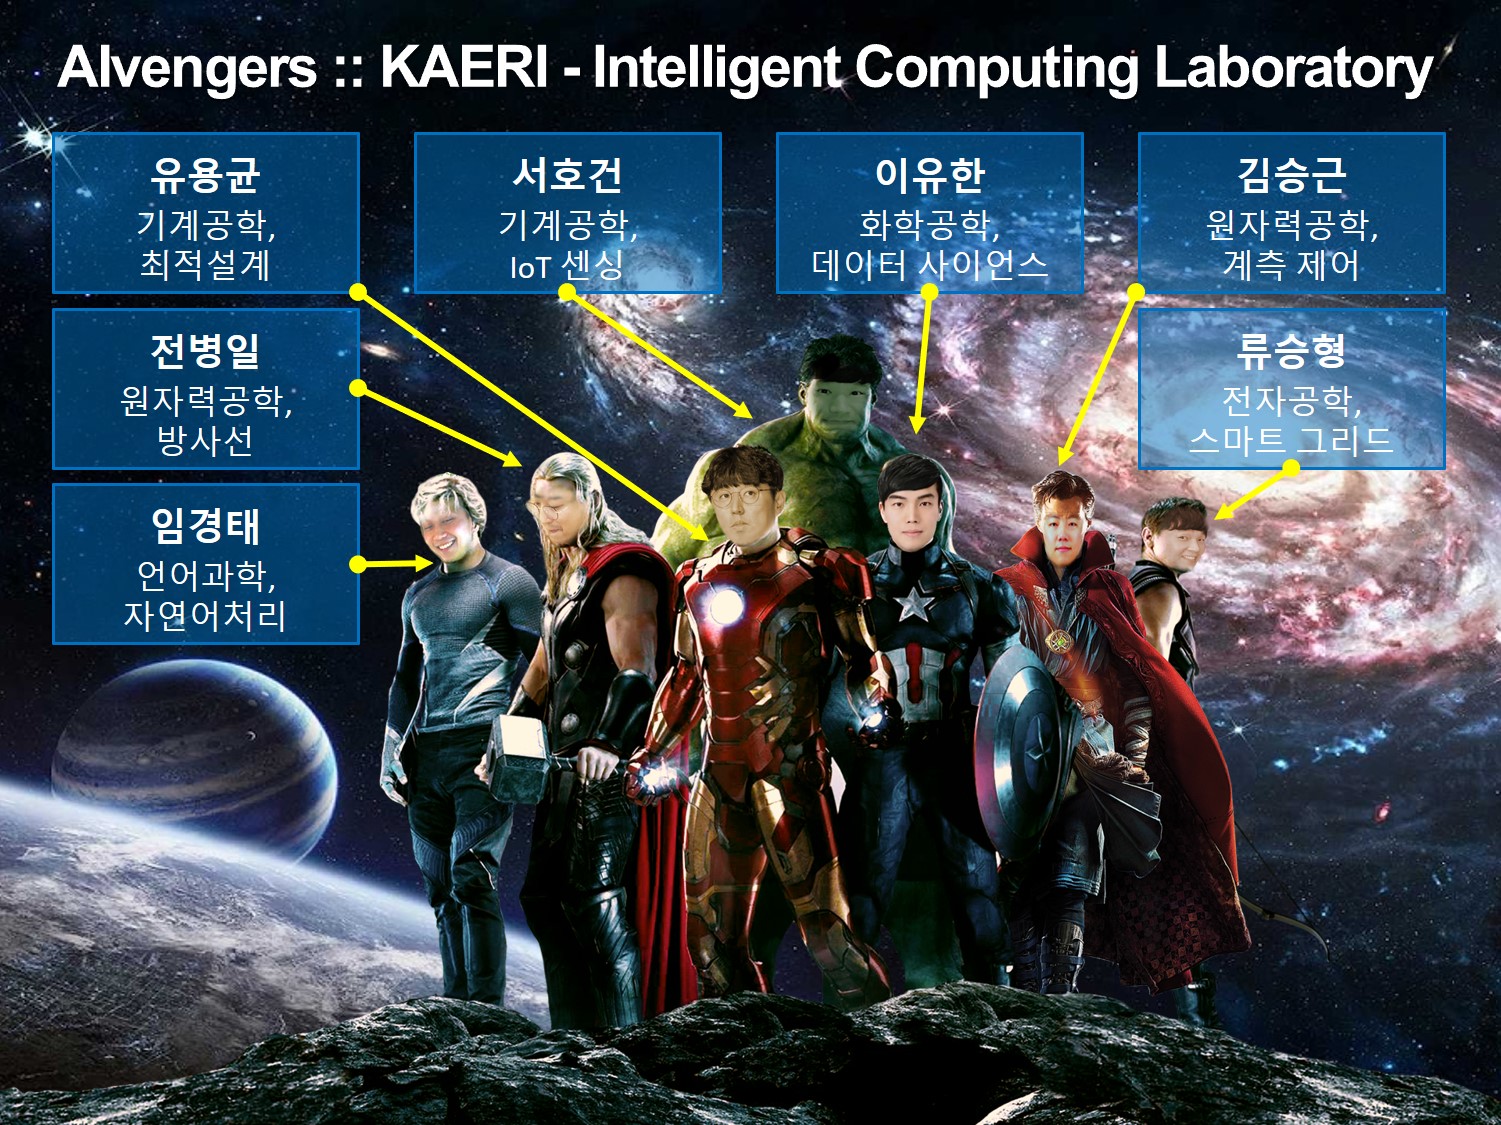 AIvengers :: KAERI - Intelligent Computing Laboratory
유용균
기계공학,
최적설계
서호건
기계공학,
IoT 센싱
이유한
화학공학,
데이터 사이언스
김승근
원자력공학,
계측 제어
전병일
원자력공학,
방사선
류승형
전자공학,
스마트 그리드
임경태
언어과학,
자연어처리